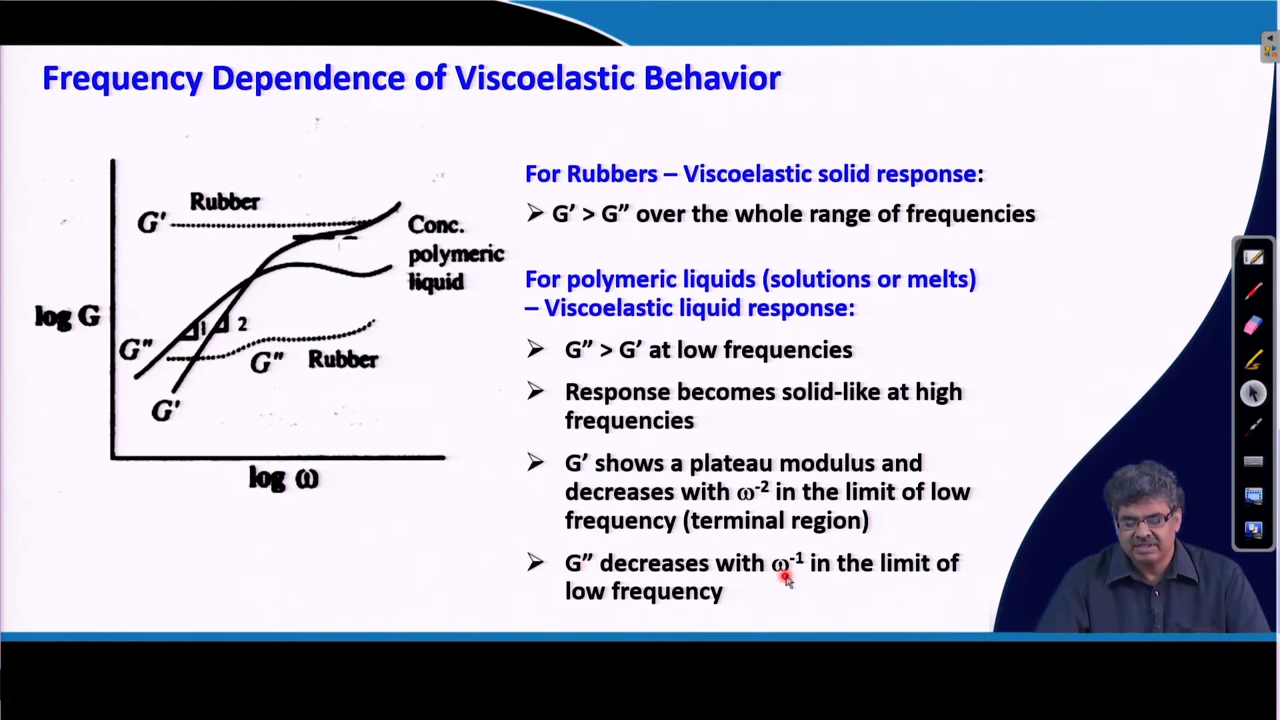 Frequency Dependence of Viscoelastic Behavior
Rubber
G'
Conc.
polymeric
liquid
log G
1
2
G"
G"
Rubber
G'
log ω
For Rubbers – Viscoelastic solid response:
➢ G’ > G” over the whole range of frequencies
For polymeric liquids (solutions or melts)
– Viscoelastic liquid response:
➢ G” > G’ at low frequencies
➢ Response becomes solid-like at high
frequencies
➢ G’ shows a plateau modulus and
decreases with ω⁻² in the limit of low
frequency (terminal region)
➢ G” decreases with ω⁻¹ in the limit of
low frequency